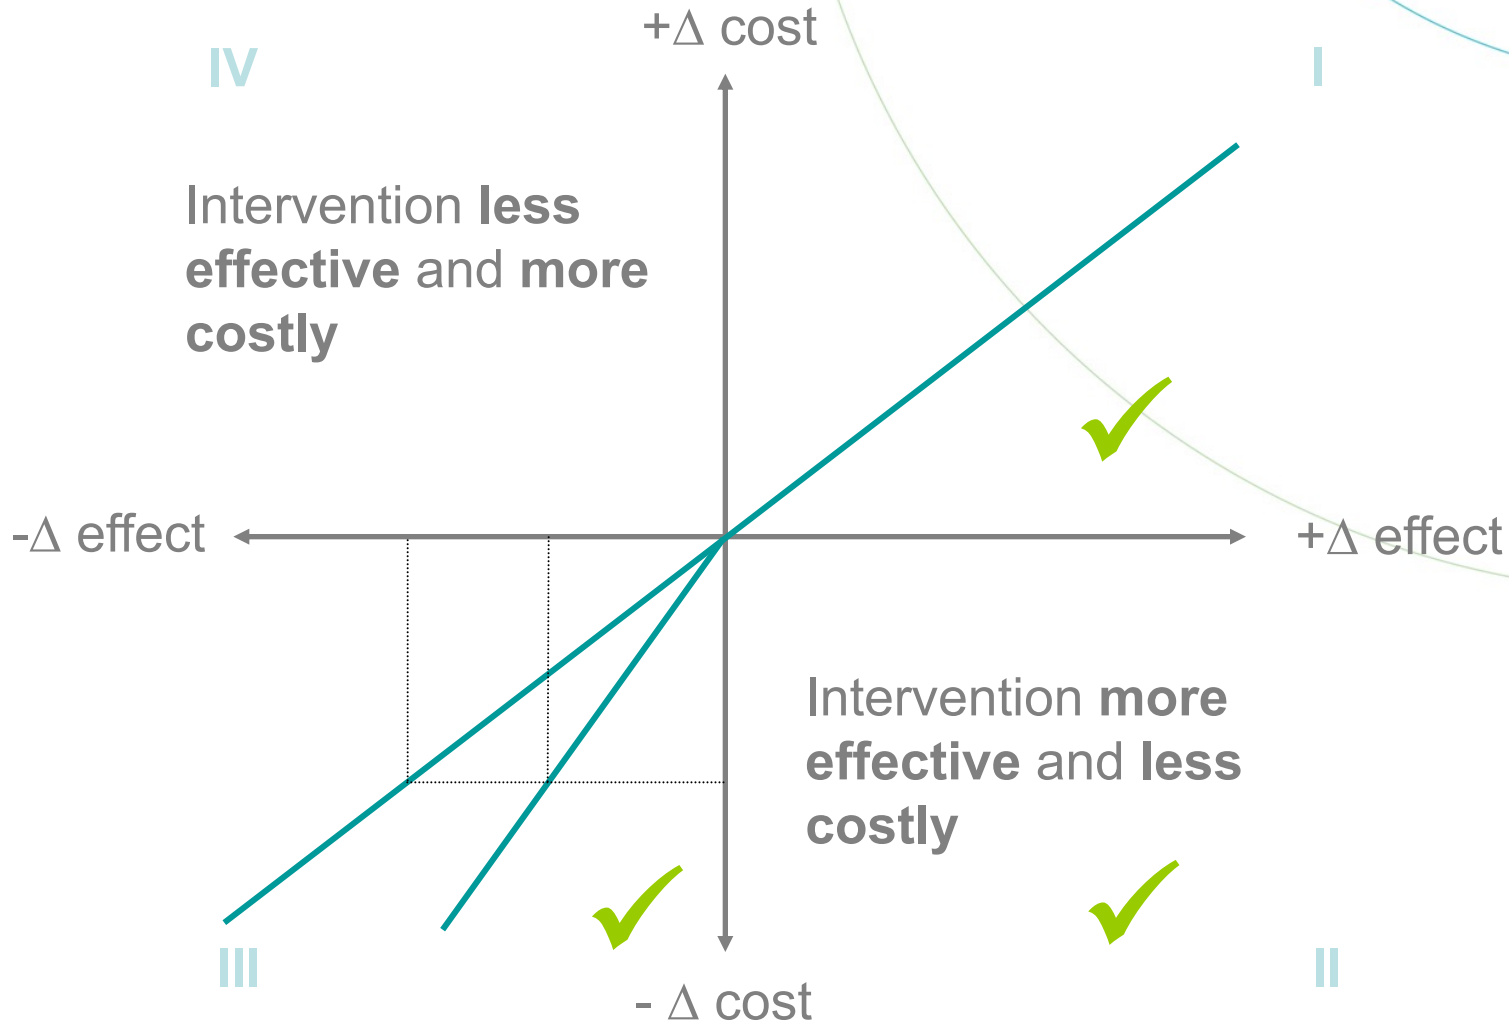 +Δ cost
IV
I
Intervention less
effective and more
costly
-Δ effect
+Δ effect
Intervention more
effective and less
costly
III
II
- Δ cost